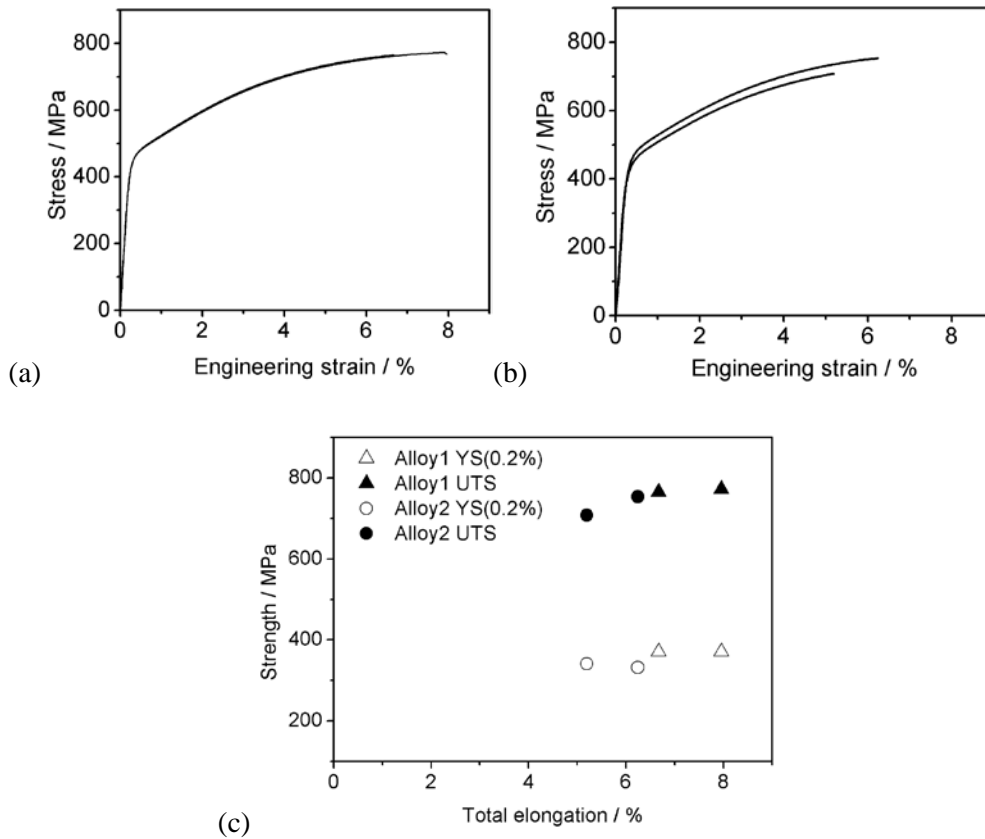 800
600
400
200
0
Stress / MPa
0 2 4 6 8
Engineering strain / %
(a)
800
600
400
200
0
Stress / MPa
0 2 4 6 8
Engineering strain / %
(b)
Alloy1 YS(0.2%)
Alloy1 UTS
Alloy2 YS(0.2%)
Alloy2 UTS
800
600
400
200
Strength / MPa
0 2 4 6 8
Total elongation / %
(c)